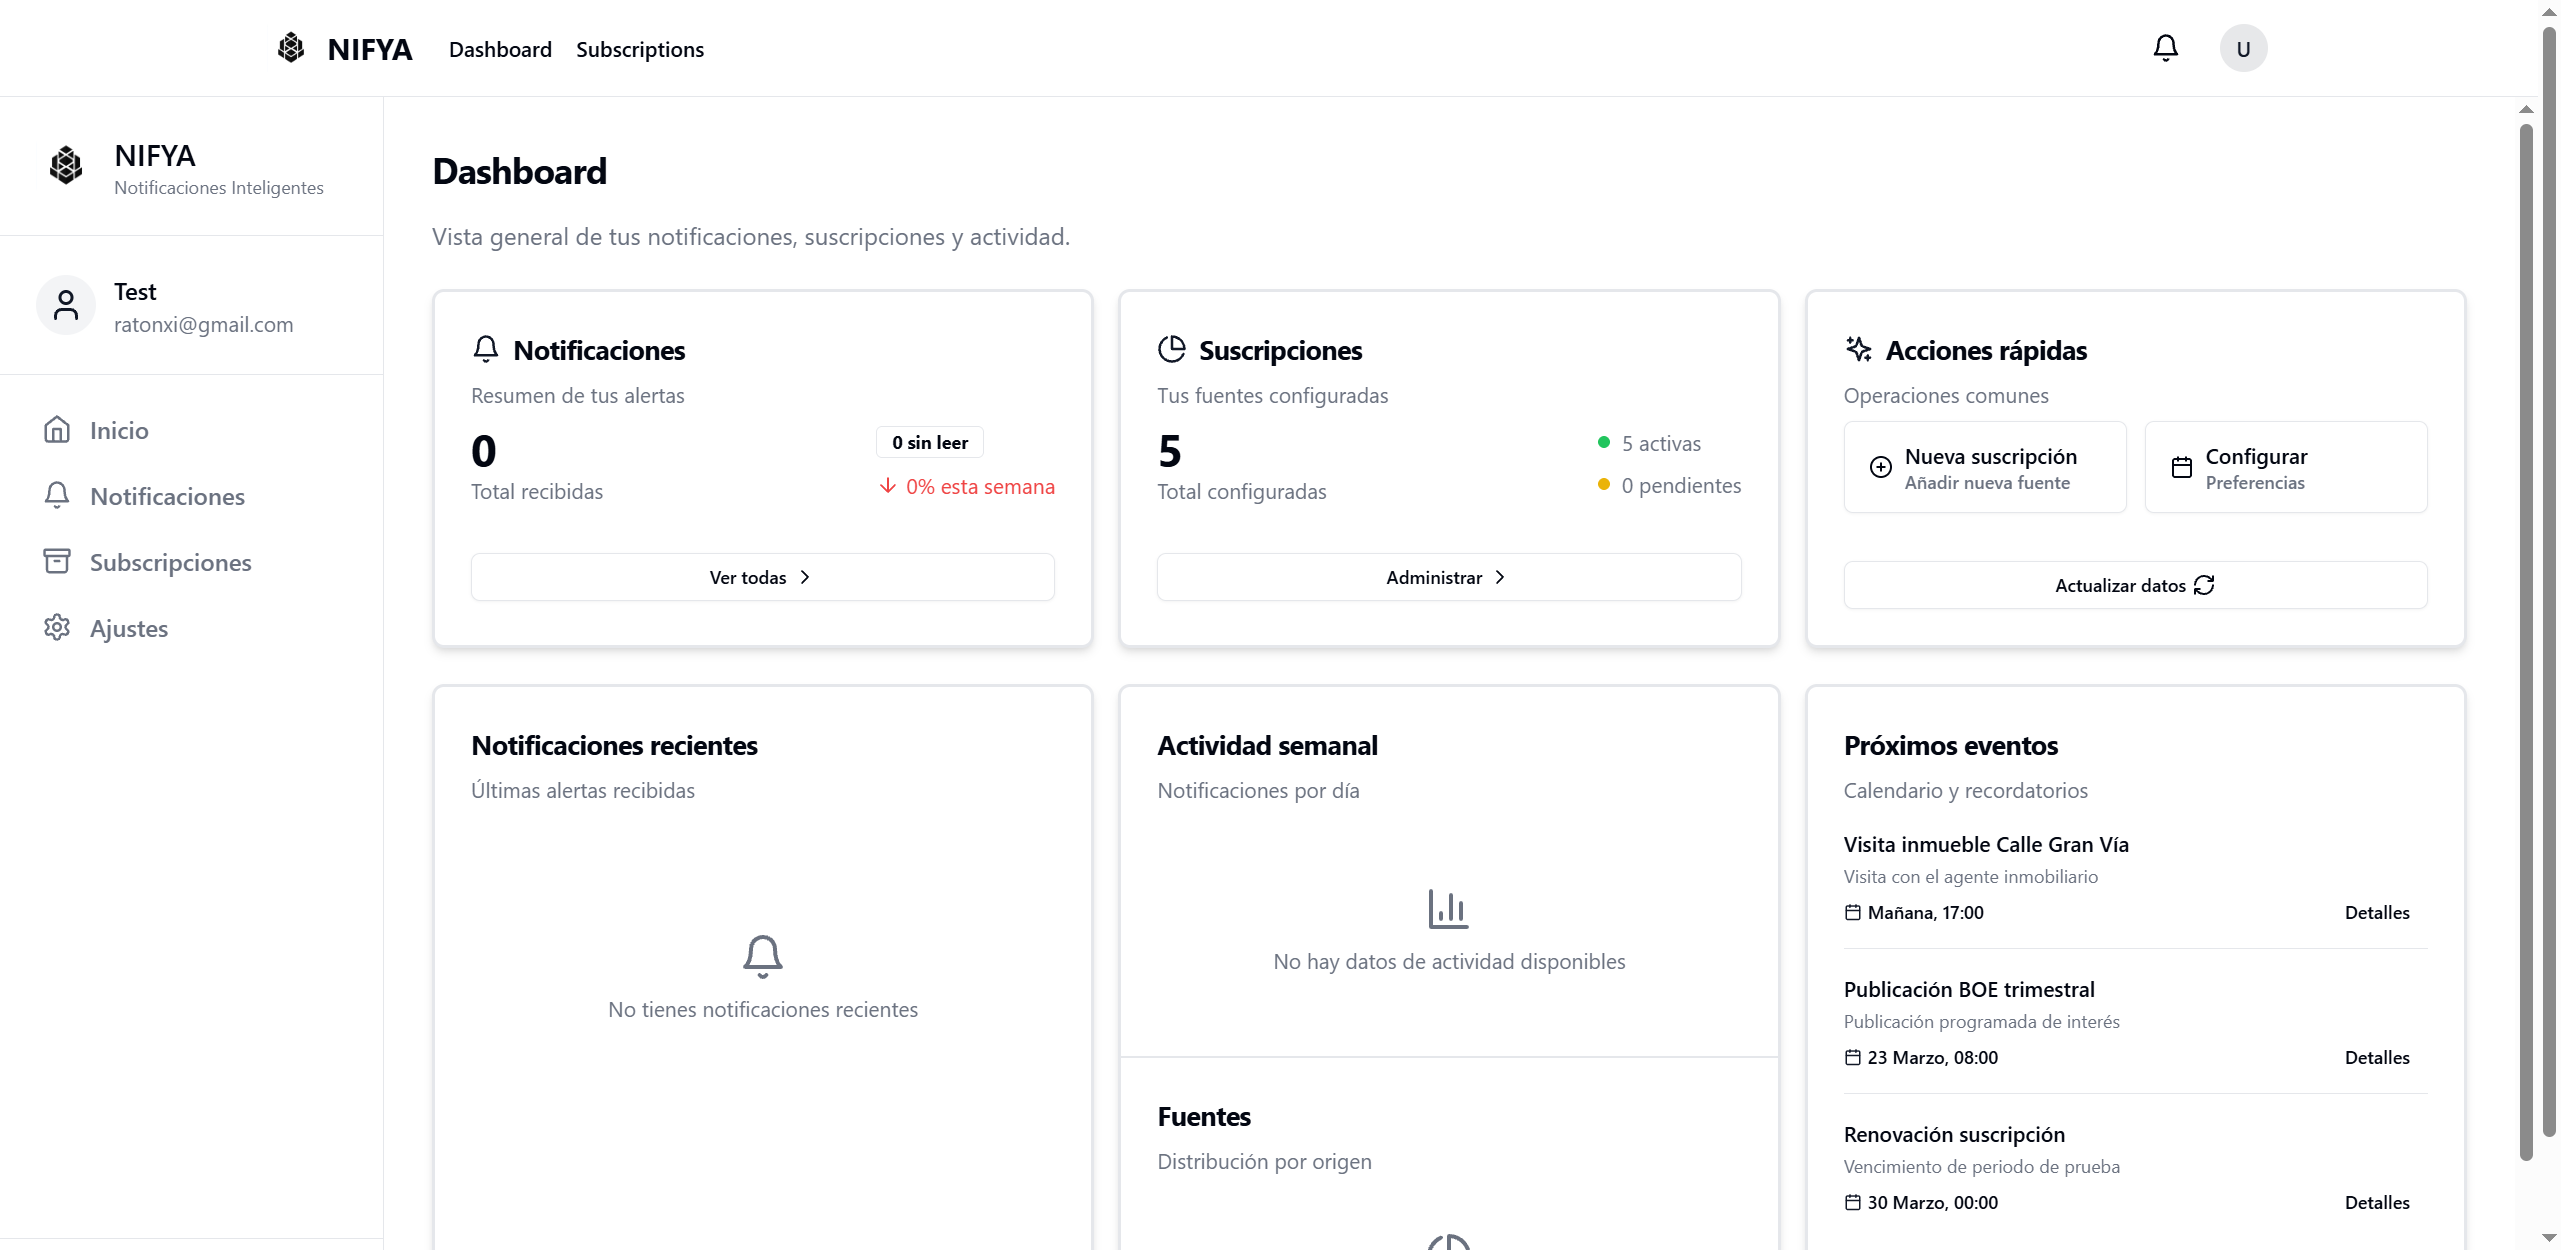 NIFYA Dashboard Subscriptions U
NIFYA
Notificaciones Inteligentes
Test
ratonxi@gmail.com
Inicio
Notificaciones
Subscripciones
Ajustes
Dashboard
Vista general de tus notificaciones, suscripciones y actividad.
Notificaciones
Resumen de tus alertas
0
Total recibidas
0 sin leer
0% esta semana
Ver todas
Suscripciones
Tus fuentes configuradas
5
Total configuradas
5 activas
0 pendientes
Administrar
Acciones rápidas
Operaciones comunes
Nueva suscripción
Añadir nueva fuente
Configurar
Preferencias
Actualizar datos
Notificaciones recientes
Últimas alertas recibidas
No tienes notificaciones recientes
Actividad semanal
Notificaciones por día
No hay datos de actividad disponibles
Fuentes
Distribución por origen
Próximos eventos
Calendario y recordatorios
Visita inmueble Calle Gran Vía
Visita con el agente inmobiliario
Mañana, 17:00 Detalles
Publicación BOE trimestral
Publicación programada de interés
23 Marzo, 08:00 Detalles
Renovación suscripción
Vencimiento de periodo de prueba
30 Marzo, 00:00 Detalles